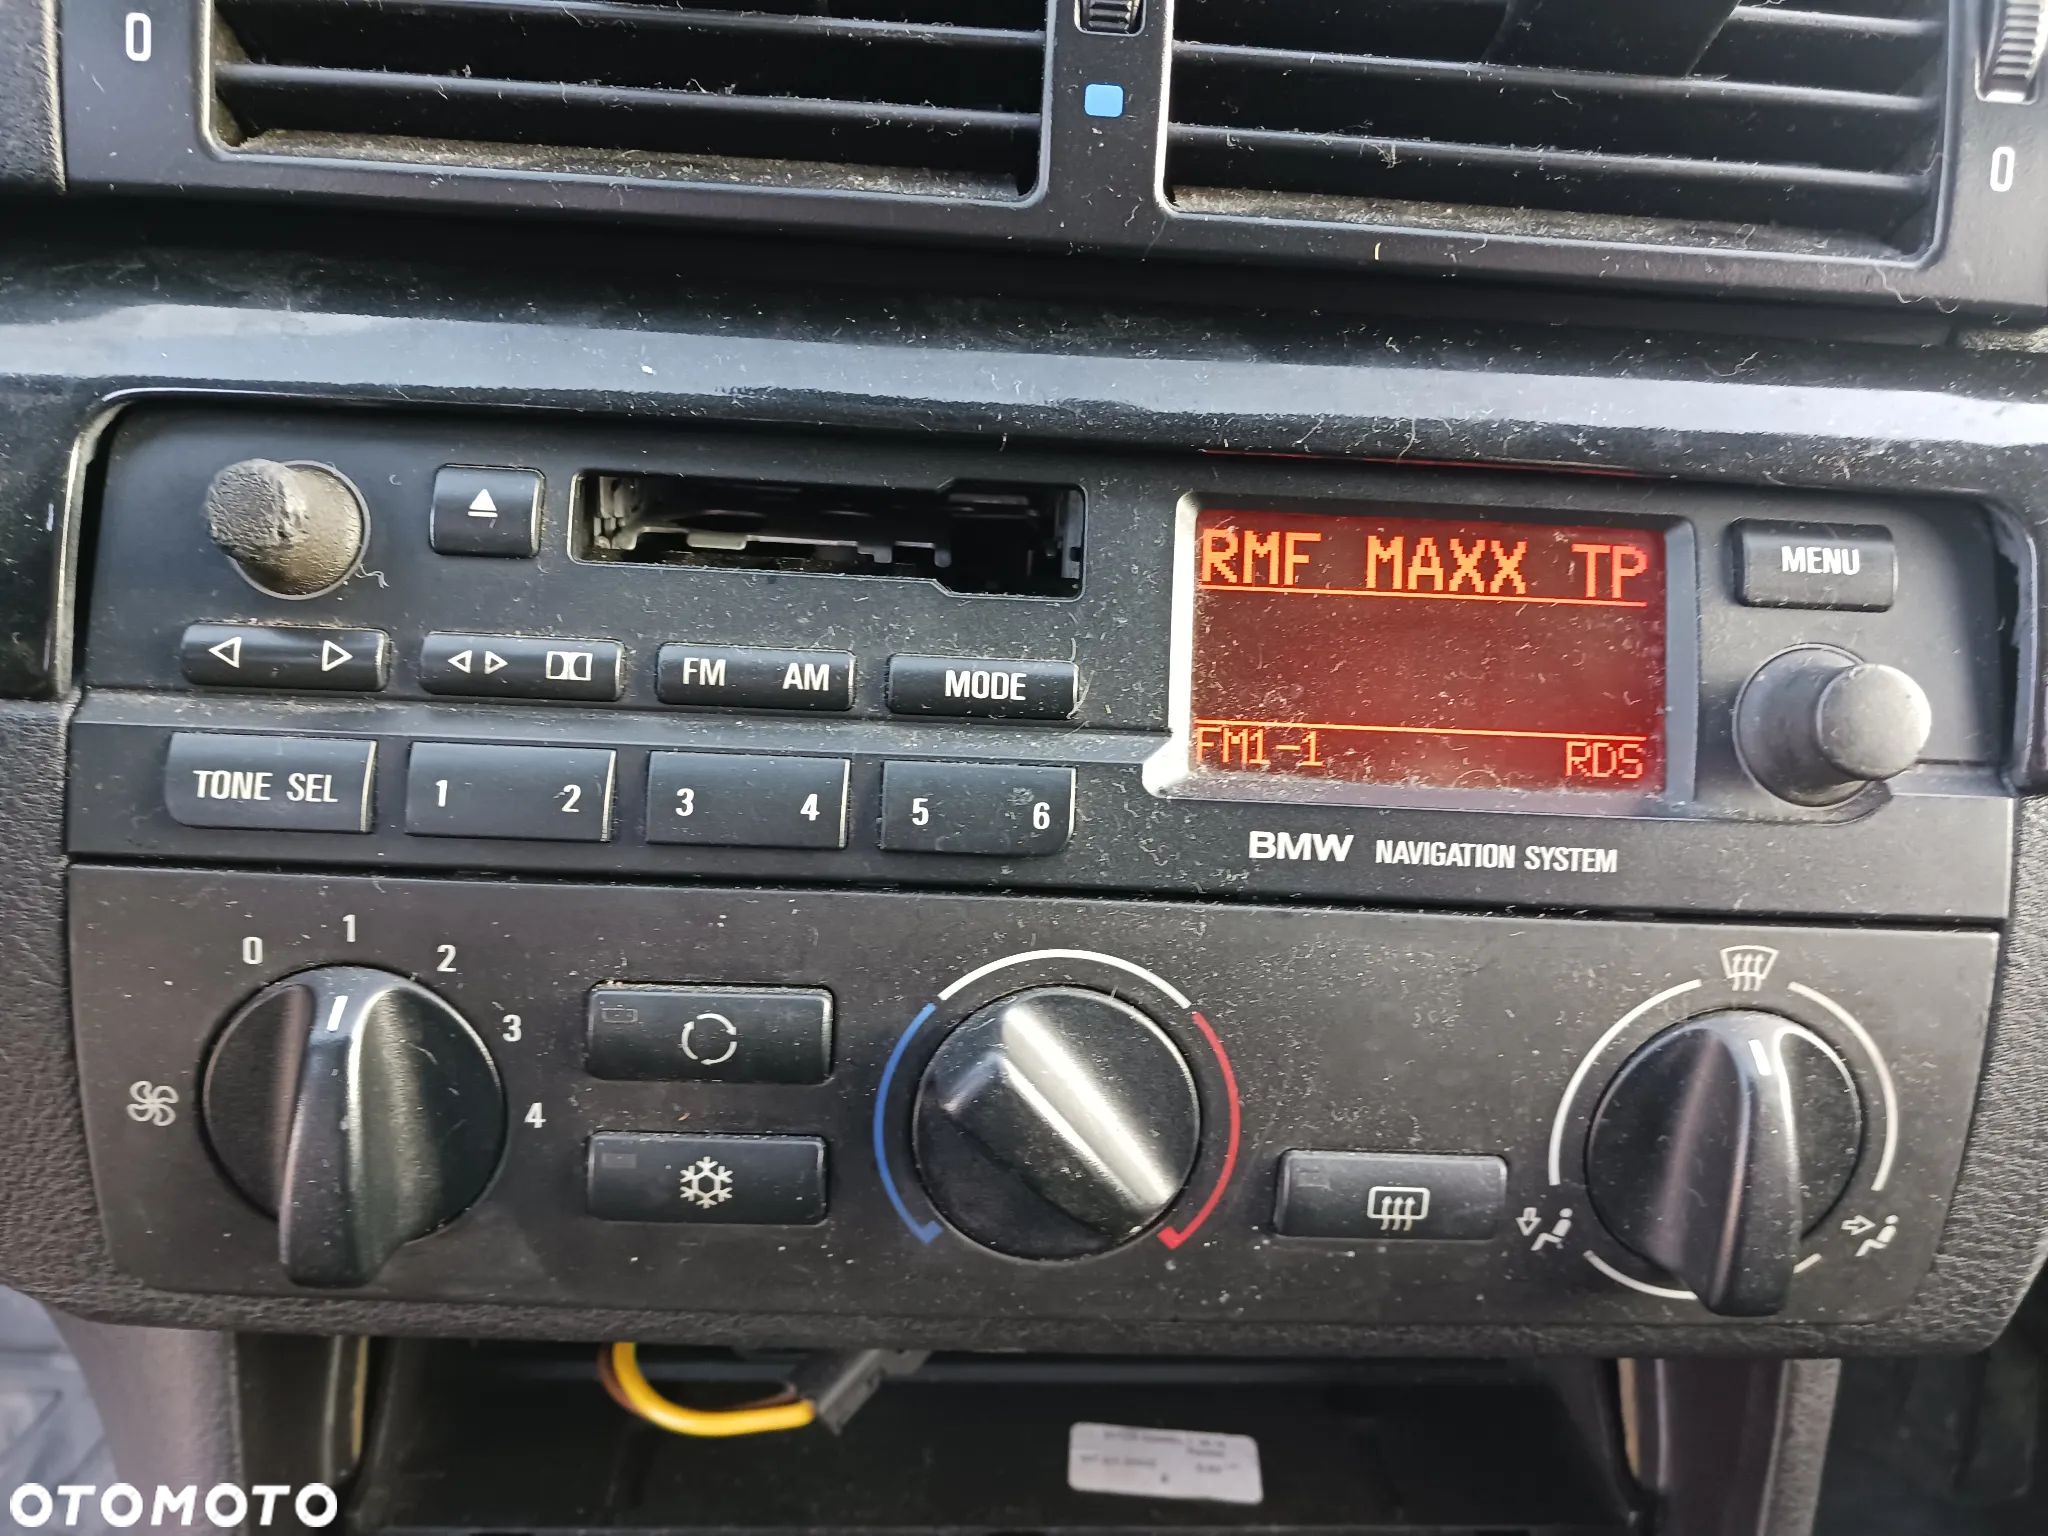 0
0
RMF MAXX TP
MENU
FM AM
MODE
FM1-1 RDS
TONE SEL
1 2
3 4
5 6
BMW NAVIGATION SYSTEM
0 1 2 3 4
OTOMOTO